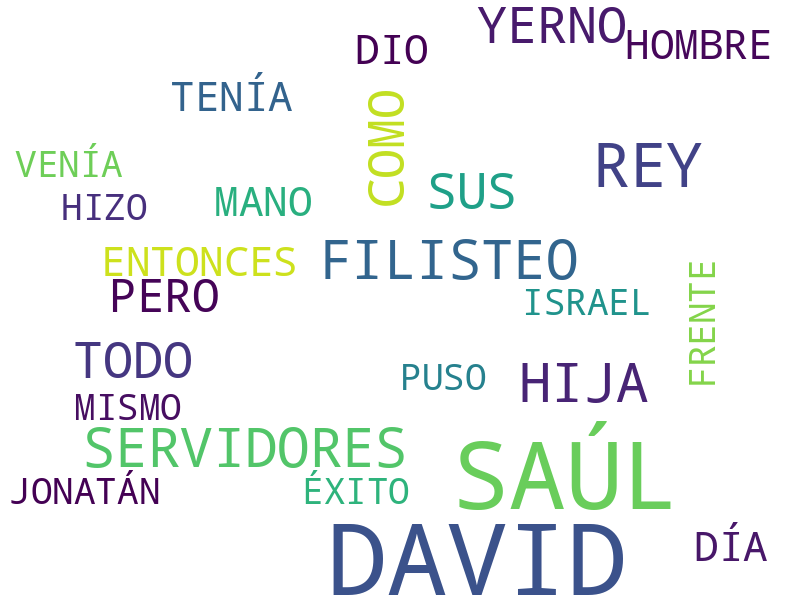 YERNO
HOMBRE
DIO
TENÍA
COMO
REY
VENÍA
SUS
HIZO
MANO
FILISTEO
ENTONCES
PERO
ISRAEL
FRENTE
TODO
PUSO
HIJA
MISMO
SERVIDORES
SAÚL
JONATÁN
ÉXITO
DAVID
DÍA